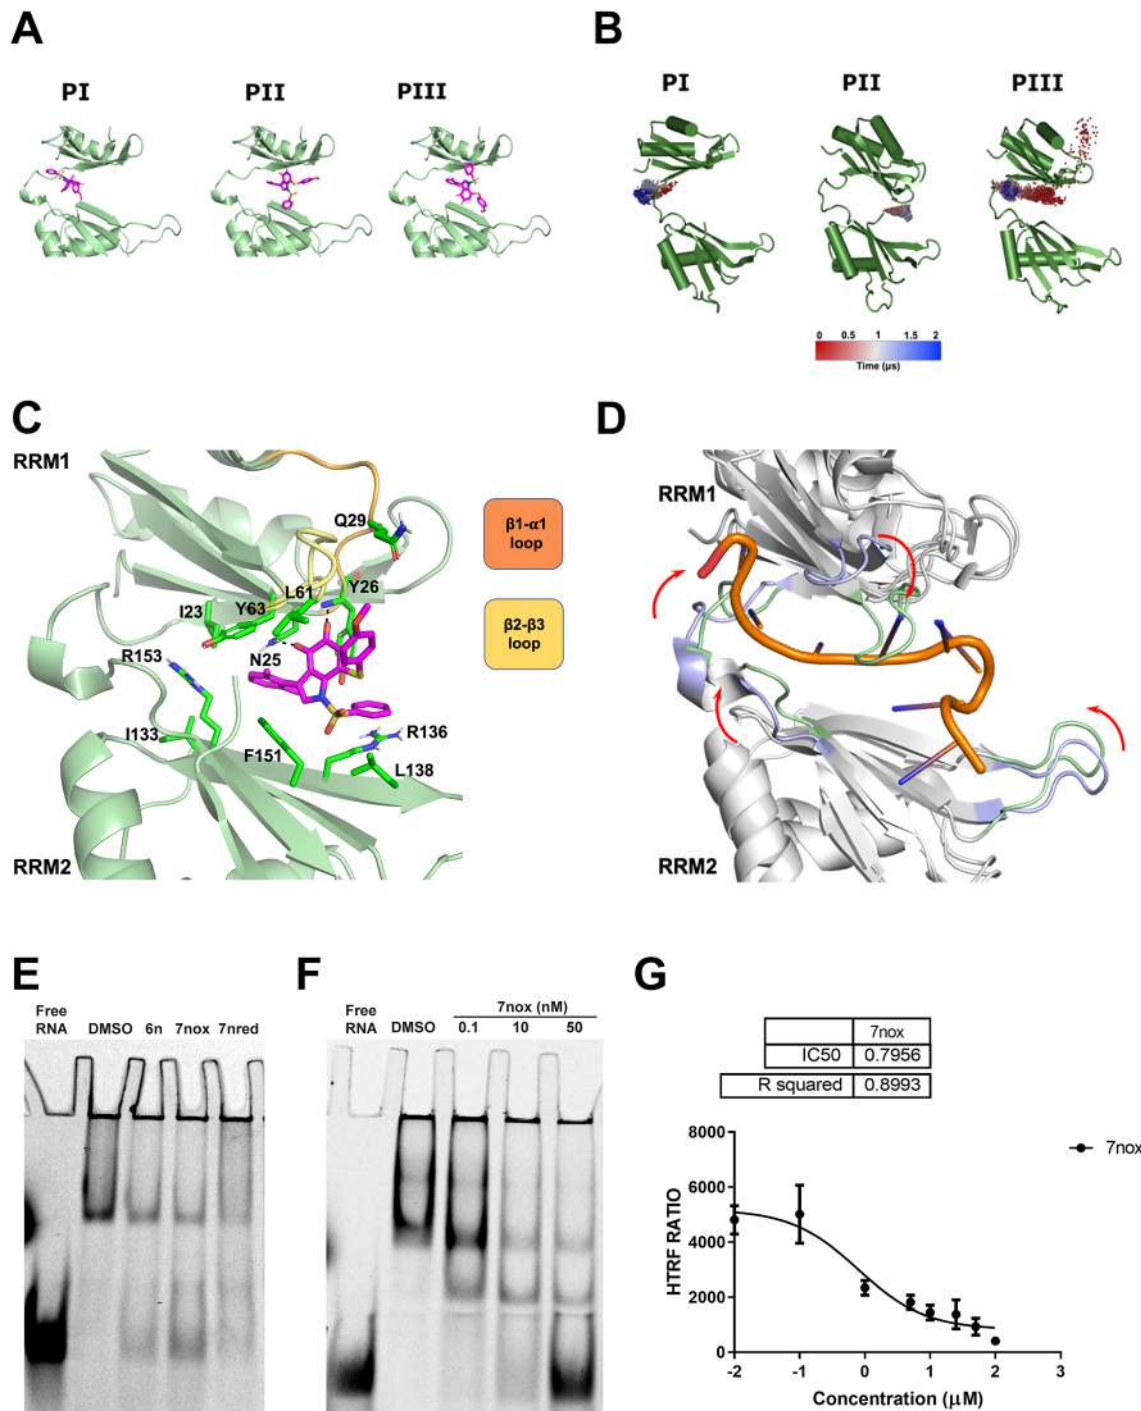 A
PI PII PIII
B
PI PII PIII
0 0.5 1 1.5 2
Time (µs)
C
RRM1
Q29
Y26
L61
Y63
I23
N25
R153
I133
F151
R136
L138
RRM2
β1-α1
loop
β2-β3
loop
D
RRM1
RRM2
E
Free
RNA DMSO 6n 7nox 7nred
F
Free
RNA DMSO
7nox (nM)
0.1 10 50
G
7nox
IC50 0.7956
R squared 0.8993
8000
6000
4000
2000
0
HTRF RATIO
-2 -1 0 1 2 3
Concentration (µM)
7nox